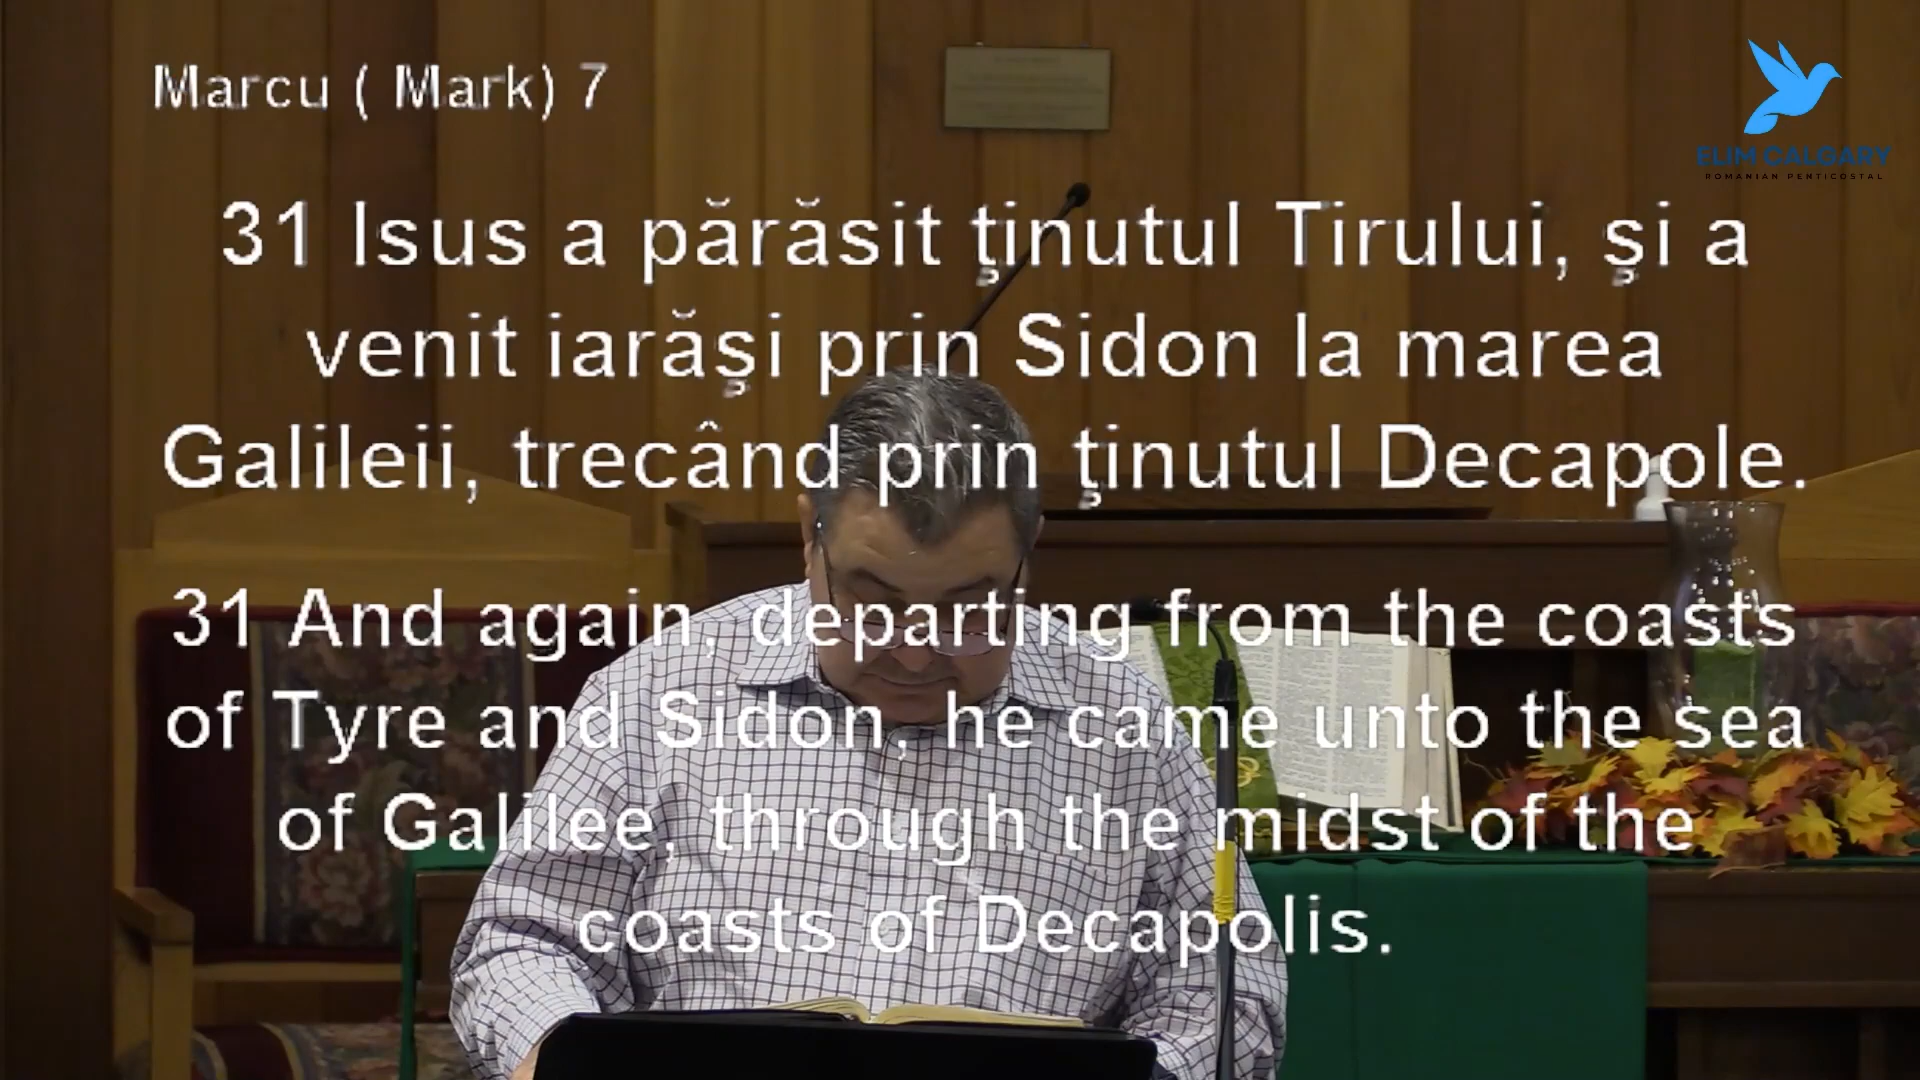 Marcu ( Mark) 7
ELIM CALGARY
ROMANIAN PENTICOSTAL
31 Isus a părăsit ţinutul Tirului, şi a
venit iarăşi prin Sidon la marea
Galileii, trecând prin ţinutul Decapole.
31 And again, departing from the coasts
of Tyre and Sidon, he came unto the sea
of Galilee, through the midst of the
coasts of Decapolis.